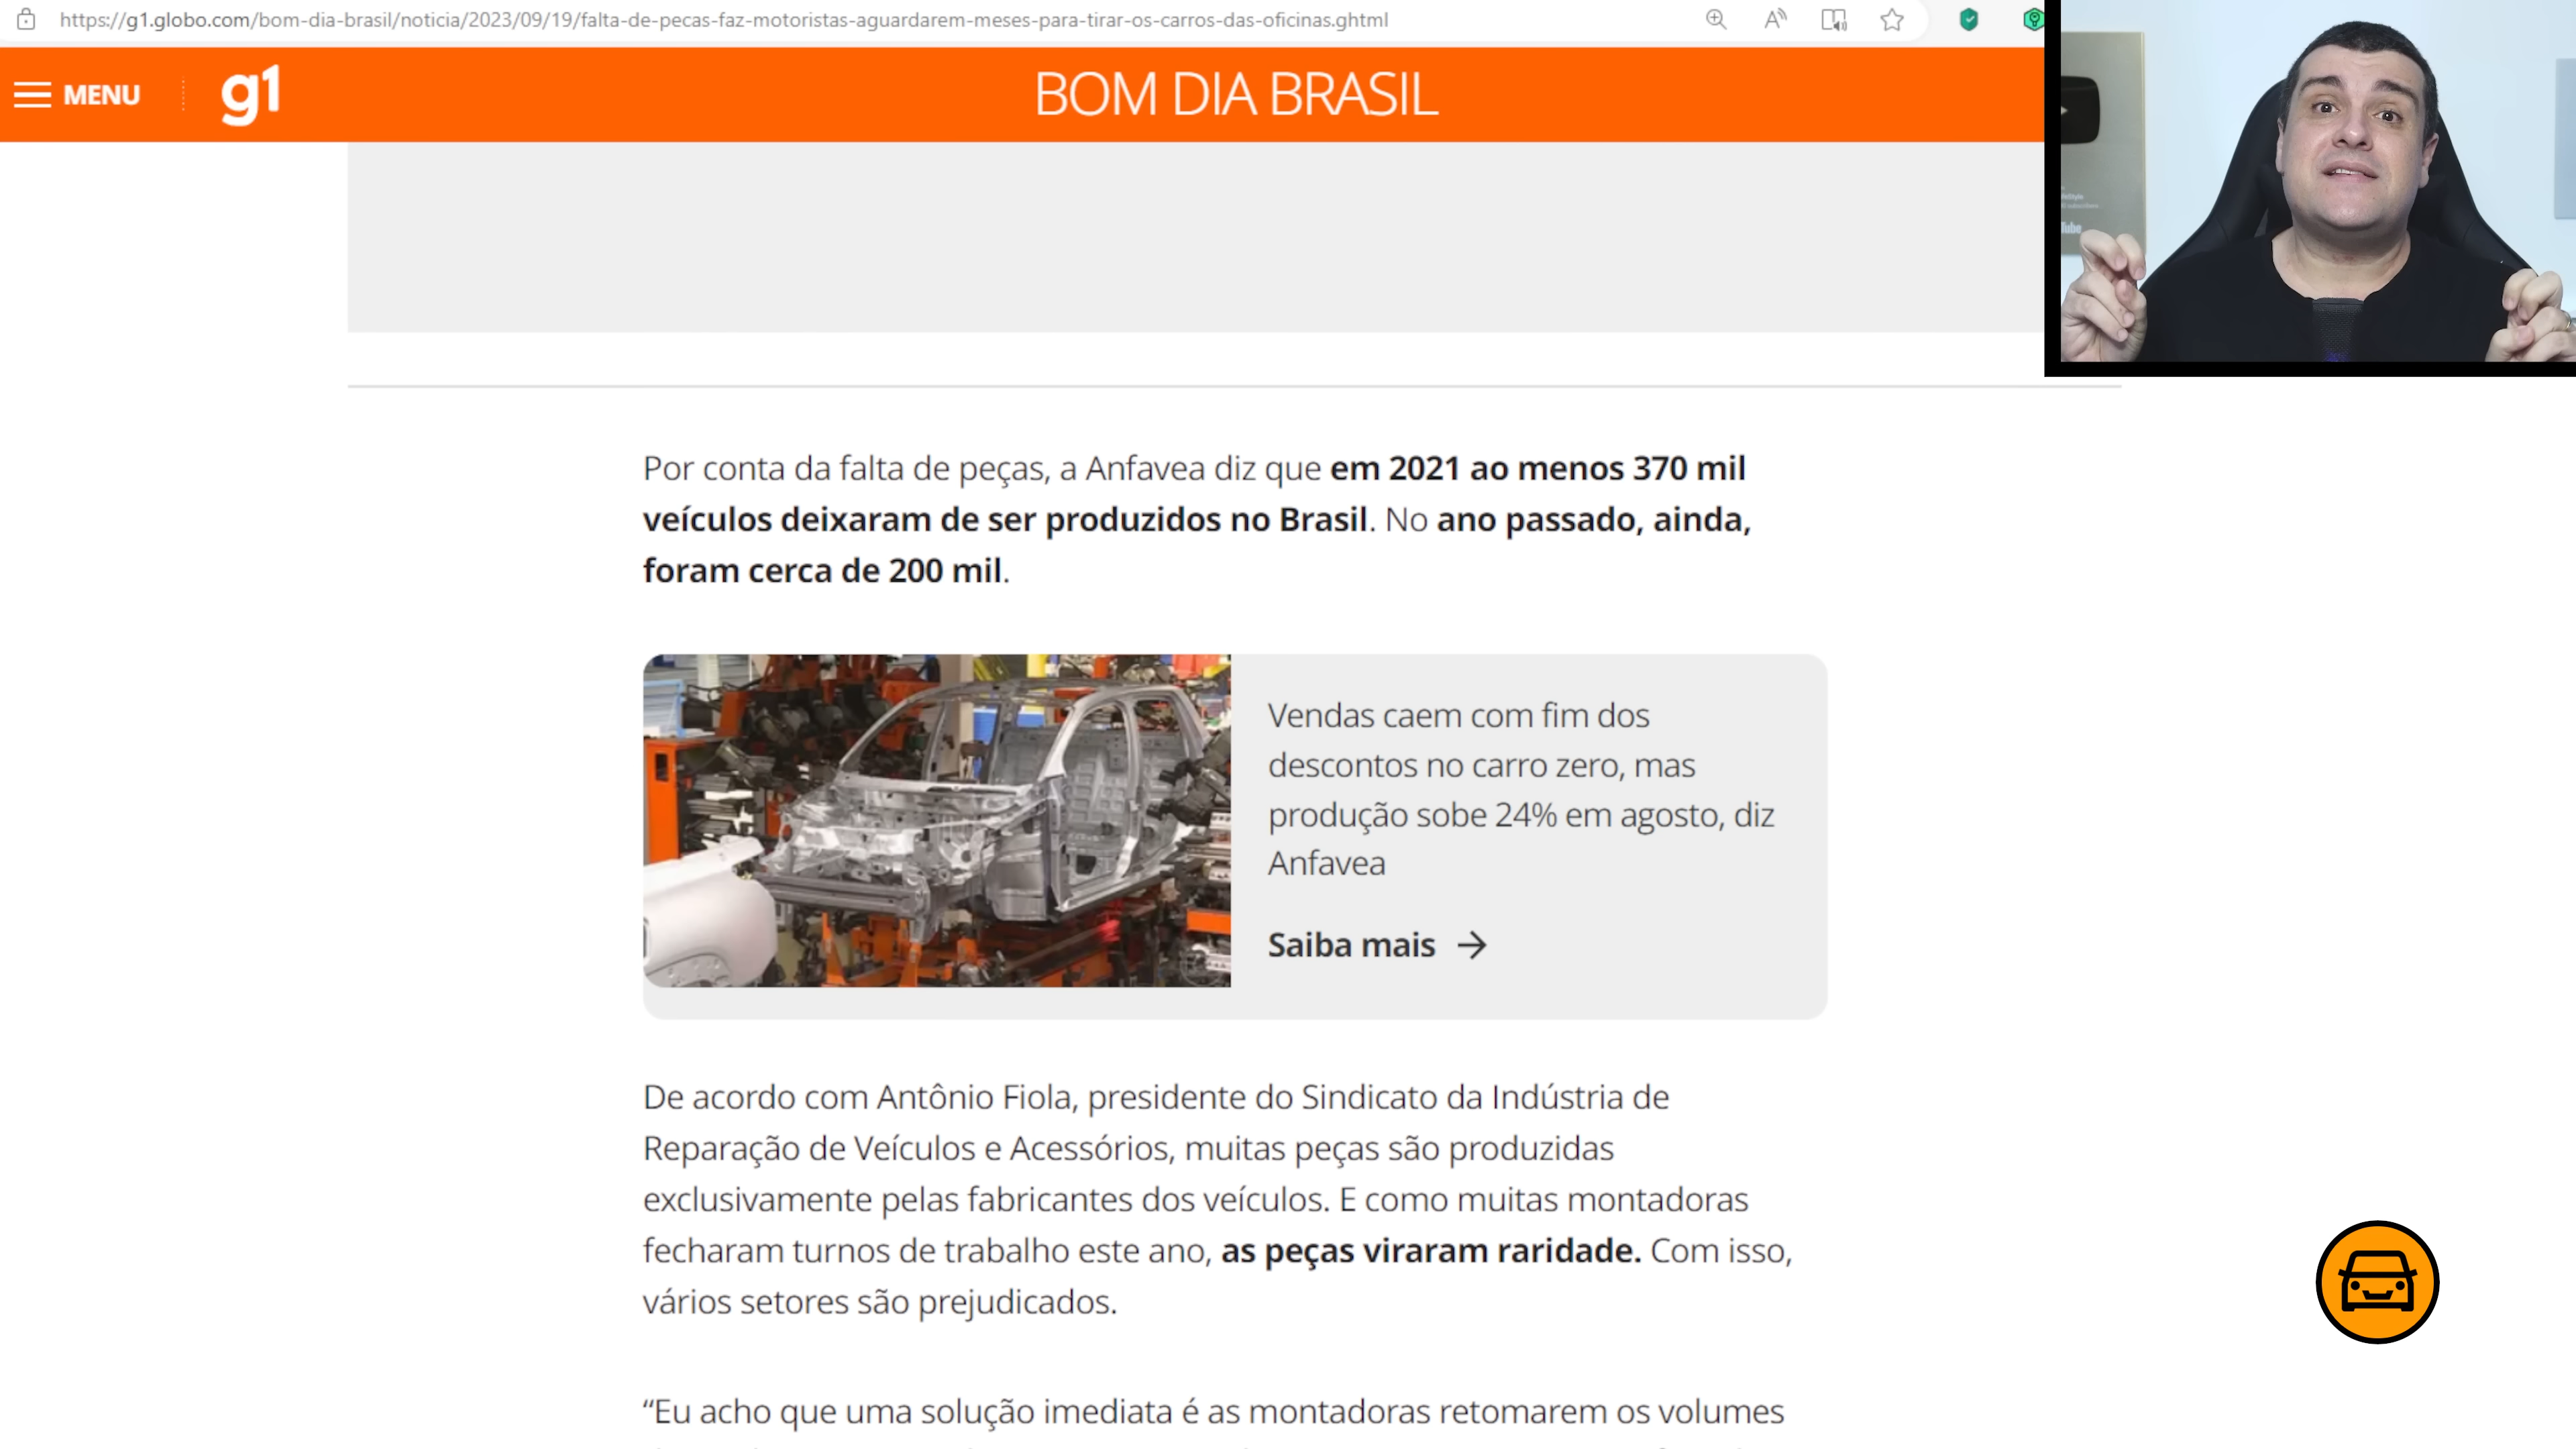 https://g1.globo.com/bom-dia-brasil/noticia/2023/09/19/falta-de-pecas-faz-motoristas-aguardarem-meses-para-tirar-os-carros-das-oficinas.ghtml
MENU
g1
BOM DIA BRASIL
Por conta da falta de peças, a Anfavea diz que em 2021 ao menos 370 mil
veículos deixaram de ser produzidos no Brasil. No ano passado, ainda,
foram cerca de 200 mil.
Vendas caem com fim dos
descontos no carro zero, mas
produção sobe 24% em agosto, diz
Anfavea
Saiba mais →
De acordo com Antônio Fiola, presidente do Sindicato da Indústria de
Reparação de Veículos e Acessórios, muitas peças são produzidas
exclusivamente pelas fabricantes dos veículos. E como muitas montadoras
fecharam turnos de trabalho este ano, as peças viraram raridade. Com isso,
vários setores são prejudicados.
“Eu acho que uma solução imediata é as montadoras retomarem os volumes